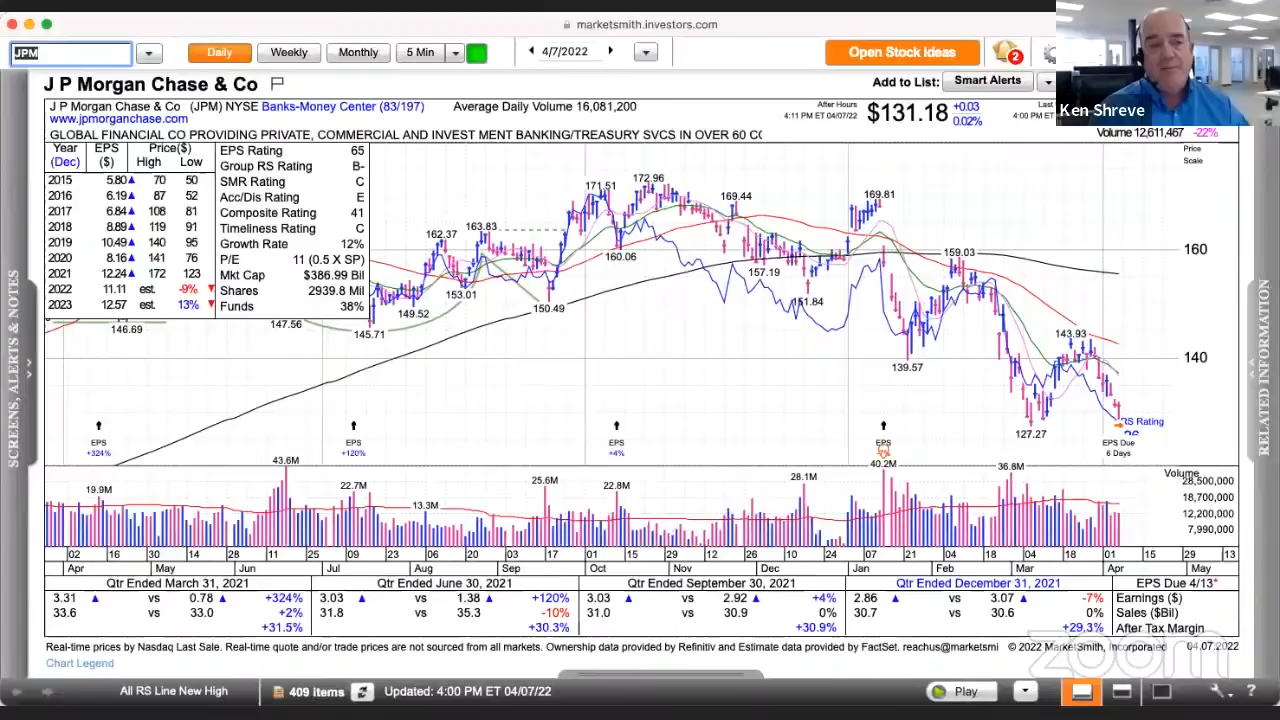 marketsmith.investors.com
JPM
Daily
Weekly
Monthly
5 Min
4/7/2022
Open Stock Ideas
2
J P Morgan Chase & Co
Add to List:
Smart Alerts
Ken Shreve
J P Morgan Chase & Co (JPM) NYSE Banks-Money Center (83/197) Average Daily Volume 16,081,200
After Hours
4:11 PM ET 04/07/22
$131.18
+0.03
0.02%
Last
4:00 PM ET
www.jpmorganchase.com
GLOBAL FINANCIAL CO PROVIDING PRIVATE, COMMERCIAL AND INVEST MENT BANKING/TREASURY SVCS IN OVER 60 CO
Volume 12,611,467 -22%
Year (Dec) EPS ($) Price($) High Low
2015 5.80 70 50
2016 6.19 87 52
2017 6.84 108 81
2018 8.89 119 91
2019 10.49 140 95
2020 8.16 141 76
2021 12.24 172 123
2022 11.11 est. -9%
2023 12.57 est. 13%
EPS Rating 65
Group RS Rating B-
SMR Rating C
Acc/Dis Rating E
Composite Rating 41
Timeliness Rating C
Growth Rate 12%
P/E 11 (0.5 X SP)
Mkt Cap $386.99 Bil
Shares 2939.8 Mil
Funds 38%
Price
Scale
160
140
146.69
147.56
145.71
149.52
162.37
153.01
163.83
150.49
171.51
160.06
172.96
169.44
157.19
151.84
169.81
139.57
159.03
127.27
143.93
RS Rating
EPS
+324%
EPS
+120%
EPS
+4%
EPS
EPS Due
6 Days
Volume
28,500,000
18,700,000
12,200,000
7,990,000
19.9M
43.6M
22.7M
13.3M
25.6M
22.8M
28.1M
40.2M
36.8M
02 16 30 14 28 11 25 09 23 06 20 03 17 01 15 29 12 26 10 24 07 21 04 18 04 18 01 15 29 13
Apr May Jun Jul Aug Sep Oct Nov Dec Jan Feb Mar Apr May
Qtr Ended March 31, 2021
3.31 vs 0.78 +324%
33.6 vs 33.0 +2%
+31.5%
Qtr Ended June 30, 2021
3.03 vs 1.38 +120%
31.8 vs 35.3 -10%
+30.3%
Qtr Ended September 30, 2021
3.03 vs 2.92 +4%
31.0 vs 30.9 0%
+30.9%
Qtr Ended December 31, 2021
2.86 vs 3.07 -7%
30.7 vs 30.6 0%
+29.3%
EPS Due 4/13*
Earnings ($)
Sales ($Bil)
After Tax Margin
Real-time prices by Nasdaq Last Sale. Real-time quote and/or trade prices are not sourced from all markets. Ownership data provided by Refinitiv and Estimate data provided by FactSet. reachus@marketsmi © 2022 MarketSmith, Incorporated 04.07.2022
zoom
Chart Legend
SCREENS, ALERTS & NOTES
RELATED INFORMATION
All RS Line New High
409 items
Updated: 4:00 PM ET 04/07/22
Play
?